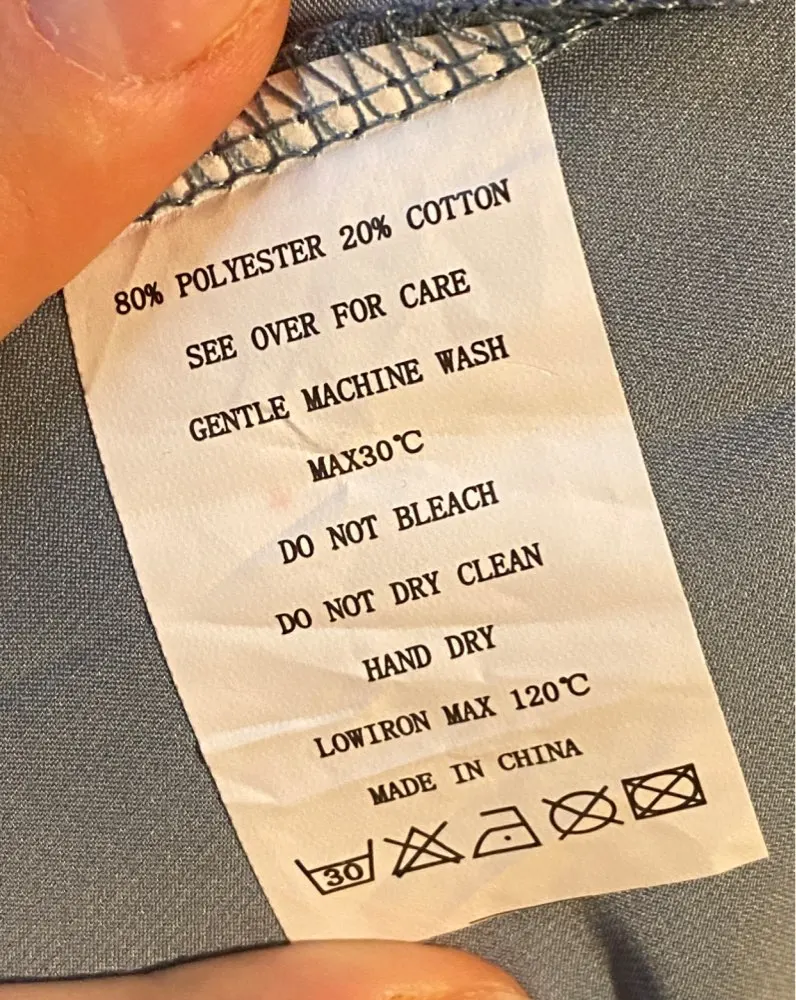 80% POLYESTER 20% COTTON
SEE OVER FOR CARE
GENTLE MACHINE WASH
MAX30℃
DO NOT BLEACH
DO NOT DRY CLEAN
HAND DRY
LOWIRON MAX 120℃
MADE IN CHINA
30